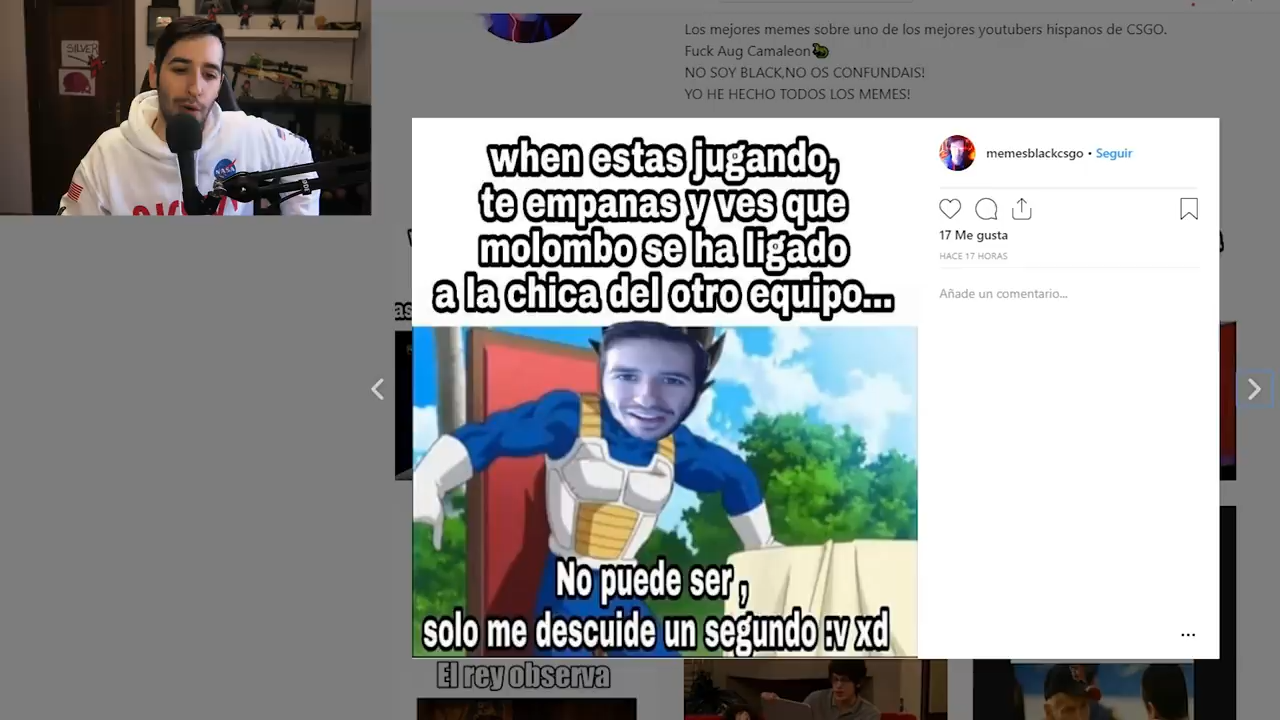 SILVER
NASA
Los mejores memes sobre uno de los mejores youtubers hispanos de CSGO.
Fuck Aug Camaleon
NO SOY BLACK,NO OS CONFUNDAIS!
YO HE HECHO TODOS LOS MEMES!
when estas jugando,
te empanas y ves que
molombo se ha ligado
a la chica del otro equipo...
No puede ser ,
solo me descuide un segundo :v xd
memesblackcsgo • Seguir
17 Me gusta
HACE 17 HORAS
Añade un comentario...
El rey observa